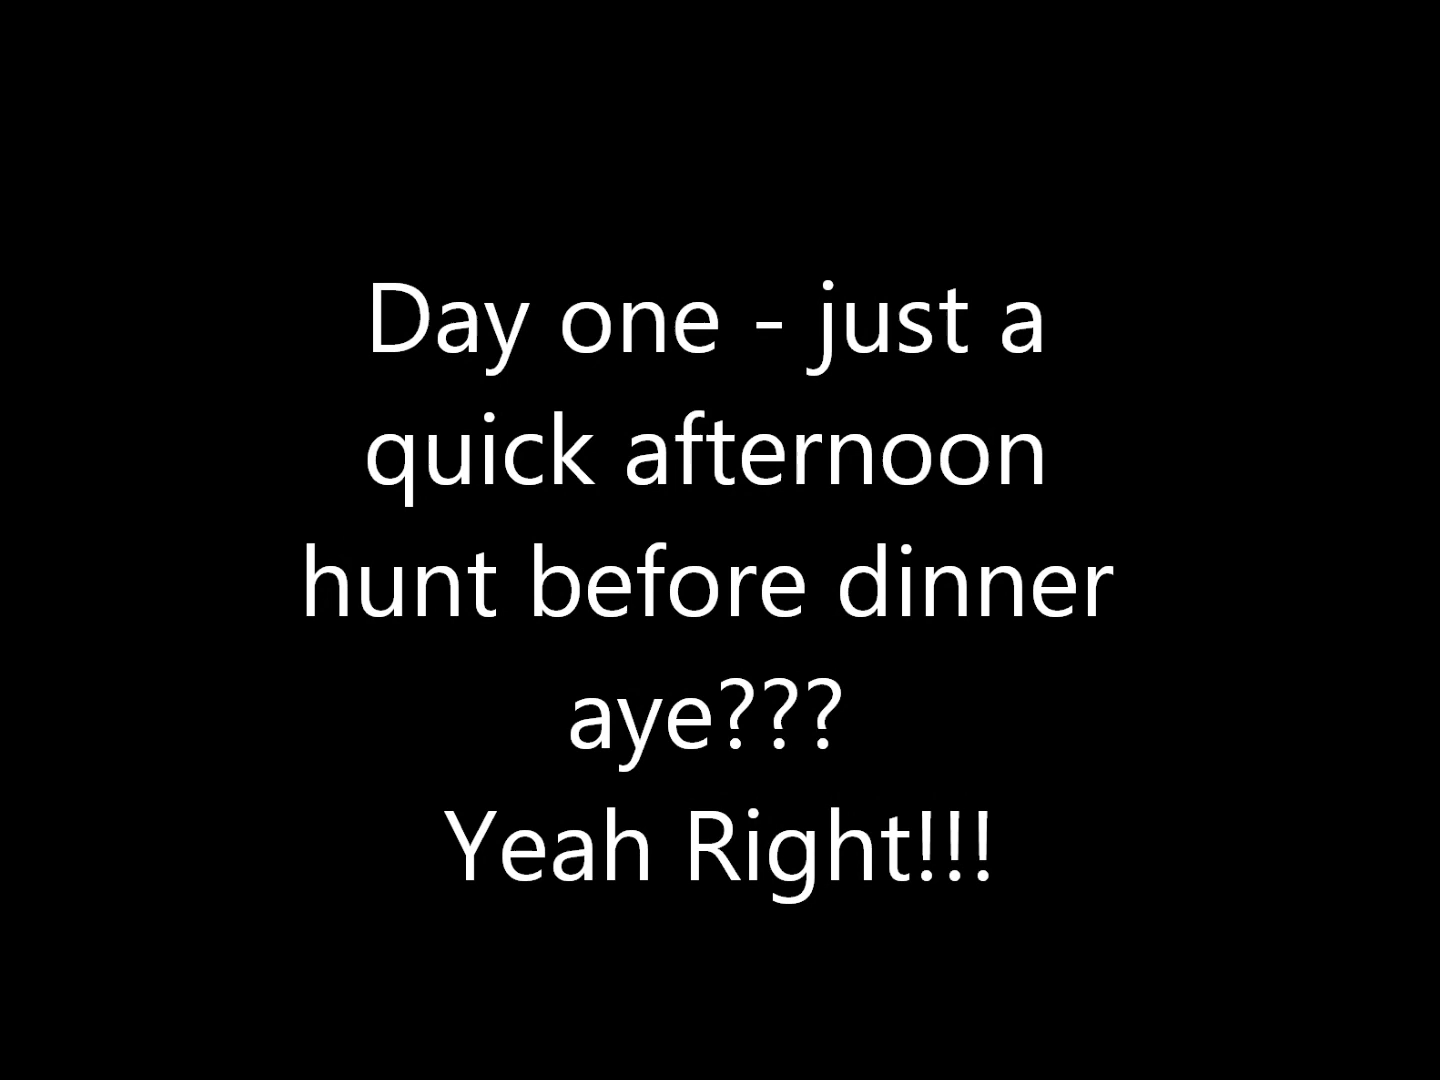 Day one - just a
quick afternoon
hunt before dinner
aye???
Yeah Right!!!